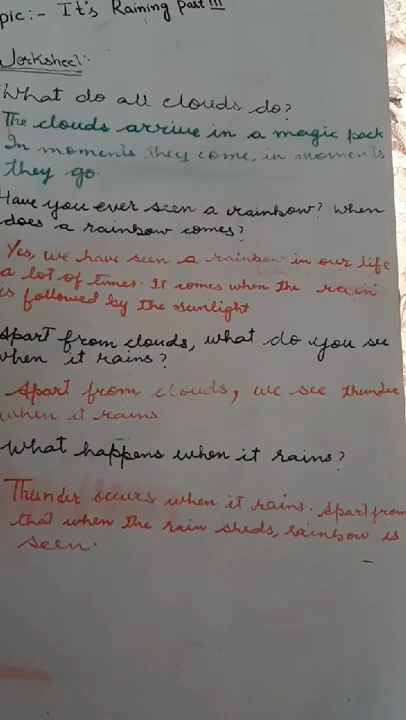 pic:- It's Raining Part III
Worksheet:-
What do all clouds do?
The clouds arrive in a magic pack
In moments they come, in moments
they go.
Have you ever seen a rainbow? When
does a rainbow comes?
Yes, we have seen a rainbow in our life
a lot of times. It comes when the rain
is followed by the sunlight
Apart from clouds, what do you see
when it rains?
Apart from clouds, we see thunder
when it rains
What happens when it rains?
Thunder occurs when it rains. Apart from
that when the rain sheds, rainbow is
seen.